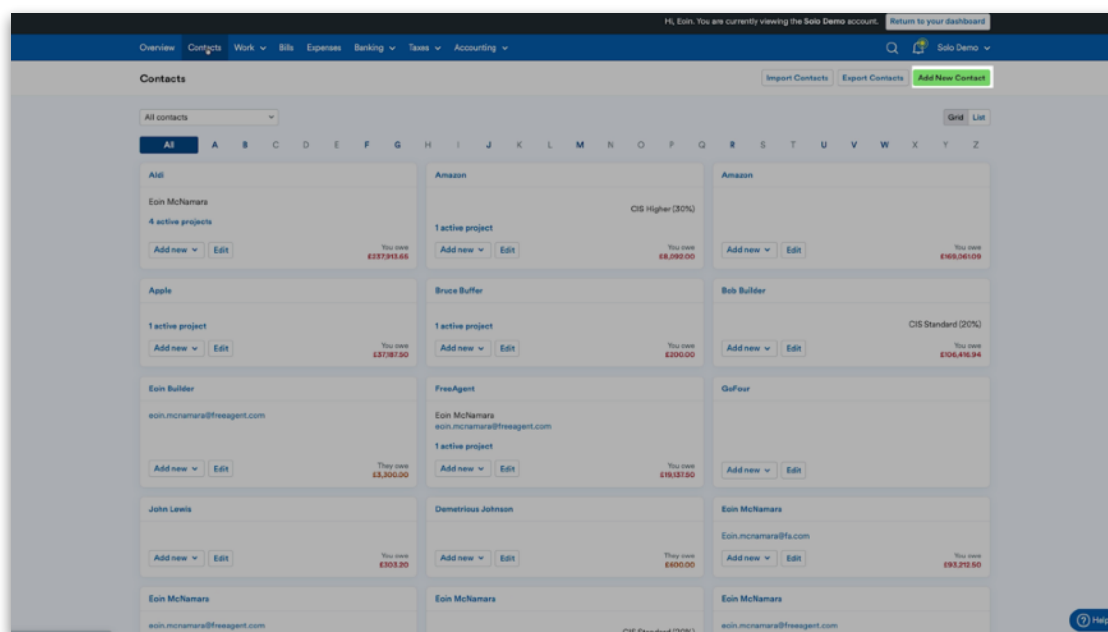 Hi, Eoin. You are currently viewing the Solo Demo account. Return to your dashboard
Overview Contacts Work Bills Expenses Banking Taxes Accounting Solo Demo
Contacts Import Contacts Export Contacts Add New Contact
All contacts Grid List
All A B C D E F G H I J K L M N O P Q R S T U V W X Y Z
Aldi Amazon Amazon
Eoin McNamara
CIS Higher (30%)
4 active projects
1 active project
You owe You owe You owe
Add new Edit Add new Edit Add new Edit
£337,913.65 £8,092.00 £169,061.09
Apple Bruce Buffer Bob Builder
1 active project 1 active project CIS Standard (20%)
You owe You owe You owe
Add new Edit Add new Edit Add new Edit
£37,187.50 £200.00 £106,416.94
Eoin Builder FreeAgent GoFour
eoin.mcnamara@freeagent.com Eoin McNamara
eoin.mcnamara@freeagent.com
1 active project
They owe You owe
Add new Edit Add new Edit Add new Edit
£3,300.00 £19,137.50
John Lewis Demetrious Johnson Eoin McNamara
Eoin.mcnamara@fa.com
You owe They owe You owe
Add new Edit Add new Edit Add new Edit
£303.20 £600.00 £93,212.50
Eoin McNamara Eoin McNamara Eoin McNamara
eoin.mcnamara@freeagent.com CIS Standard (20%) eoin.mcnamara@freeagent.com
Help